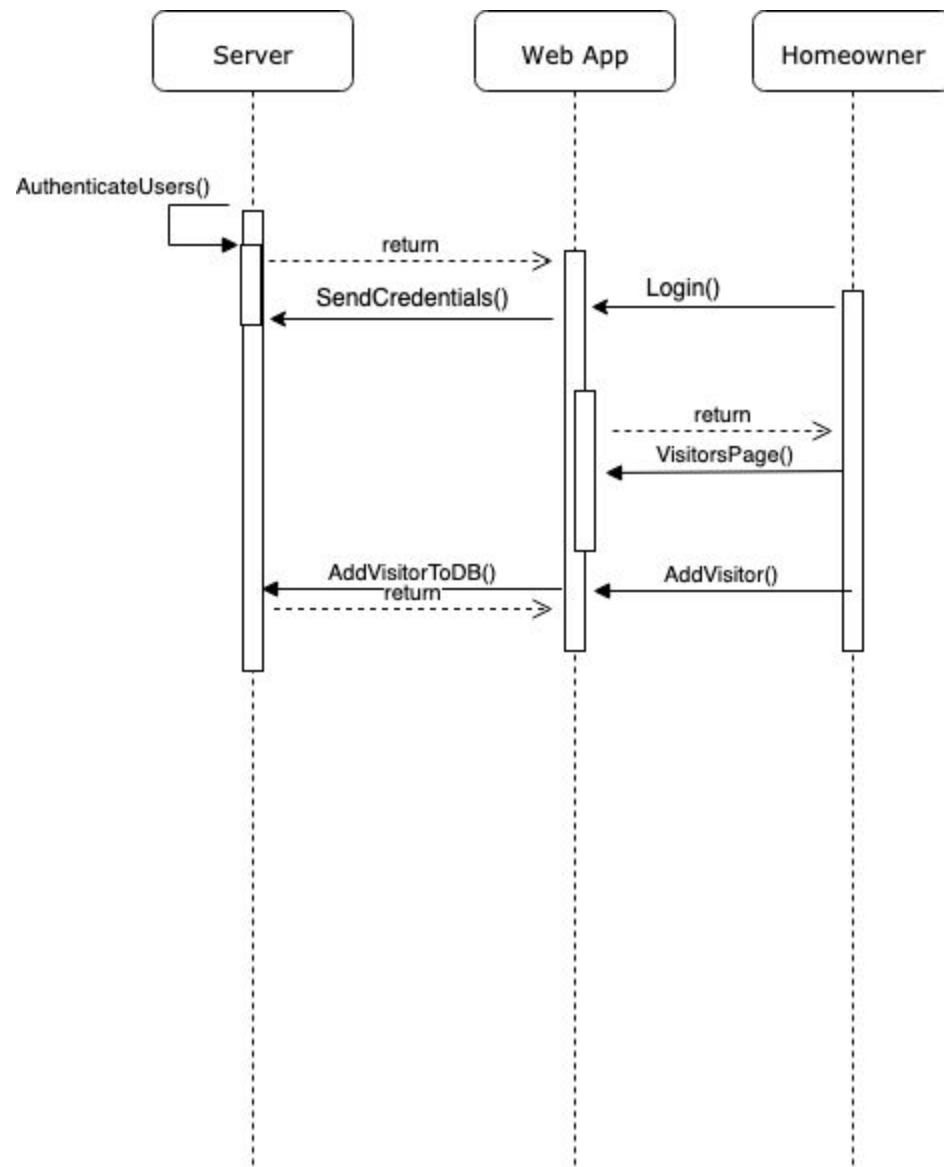 Server
Web App
Homeowner
AuthenticateUsers()
return
Login()
SendCredentials()
return
VisitorsPage()
AddVisitorToDB()
AddVisitor()
return